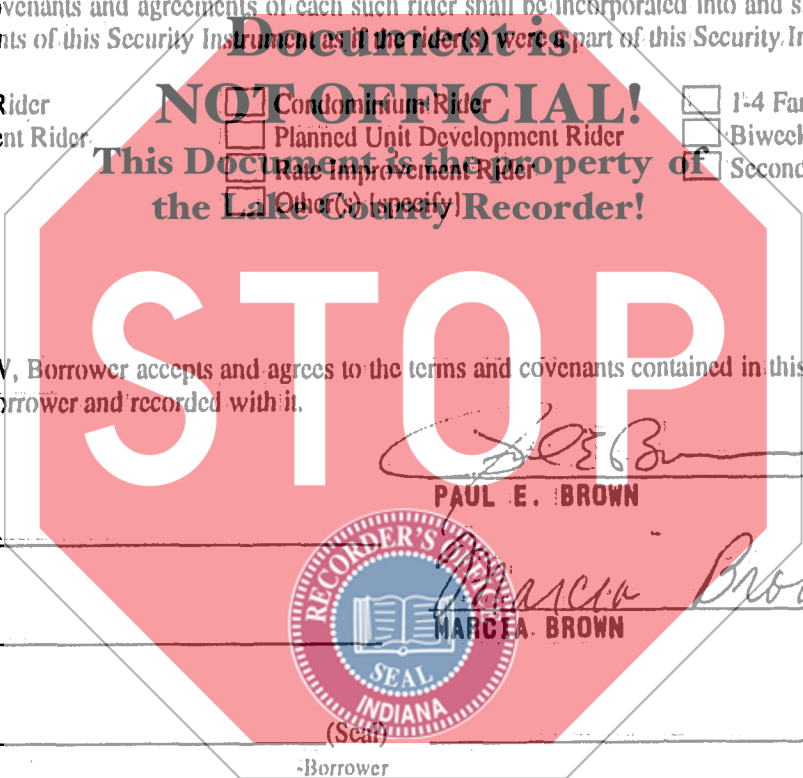 venants and agreements of each such rider shall be incorporated into and s
nts of this Security Instrument as if the rider(s) were a part of this Security In
Document is
NOT OFFICIAL!
This Document is the property of
the Lake County Recorder!
Rider
Condominium Rider
1-4 Fa
nt Rider
Planned Unit Development Rider
Biweek
Rate Improvement Rider
Second
Other(s) [specify]
STOP
, Borrower accepts and agrees to the terms and covenants contained in this
orrower and recorded with it.
PAUL E. BROWN
Marcia Bro
MARCIA BROWN
RECORDER'S OFFICE
SEAL
INDIANA
(Seal)
-Borrower